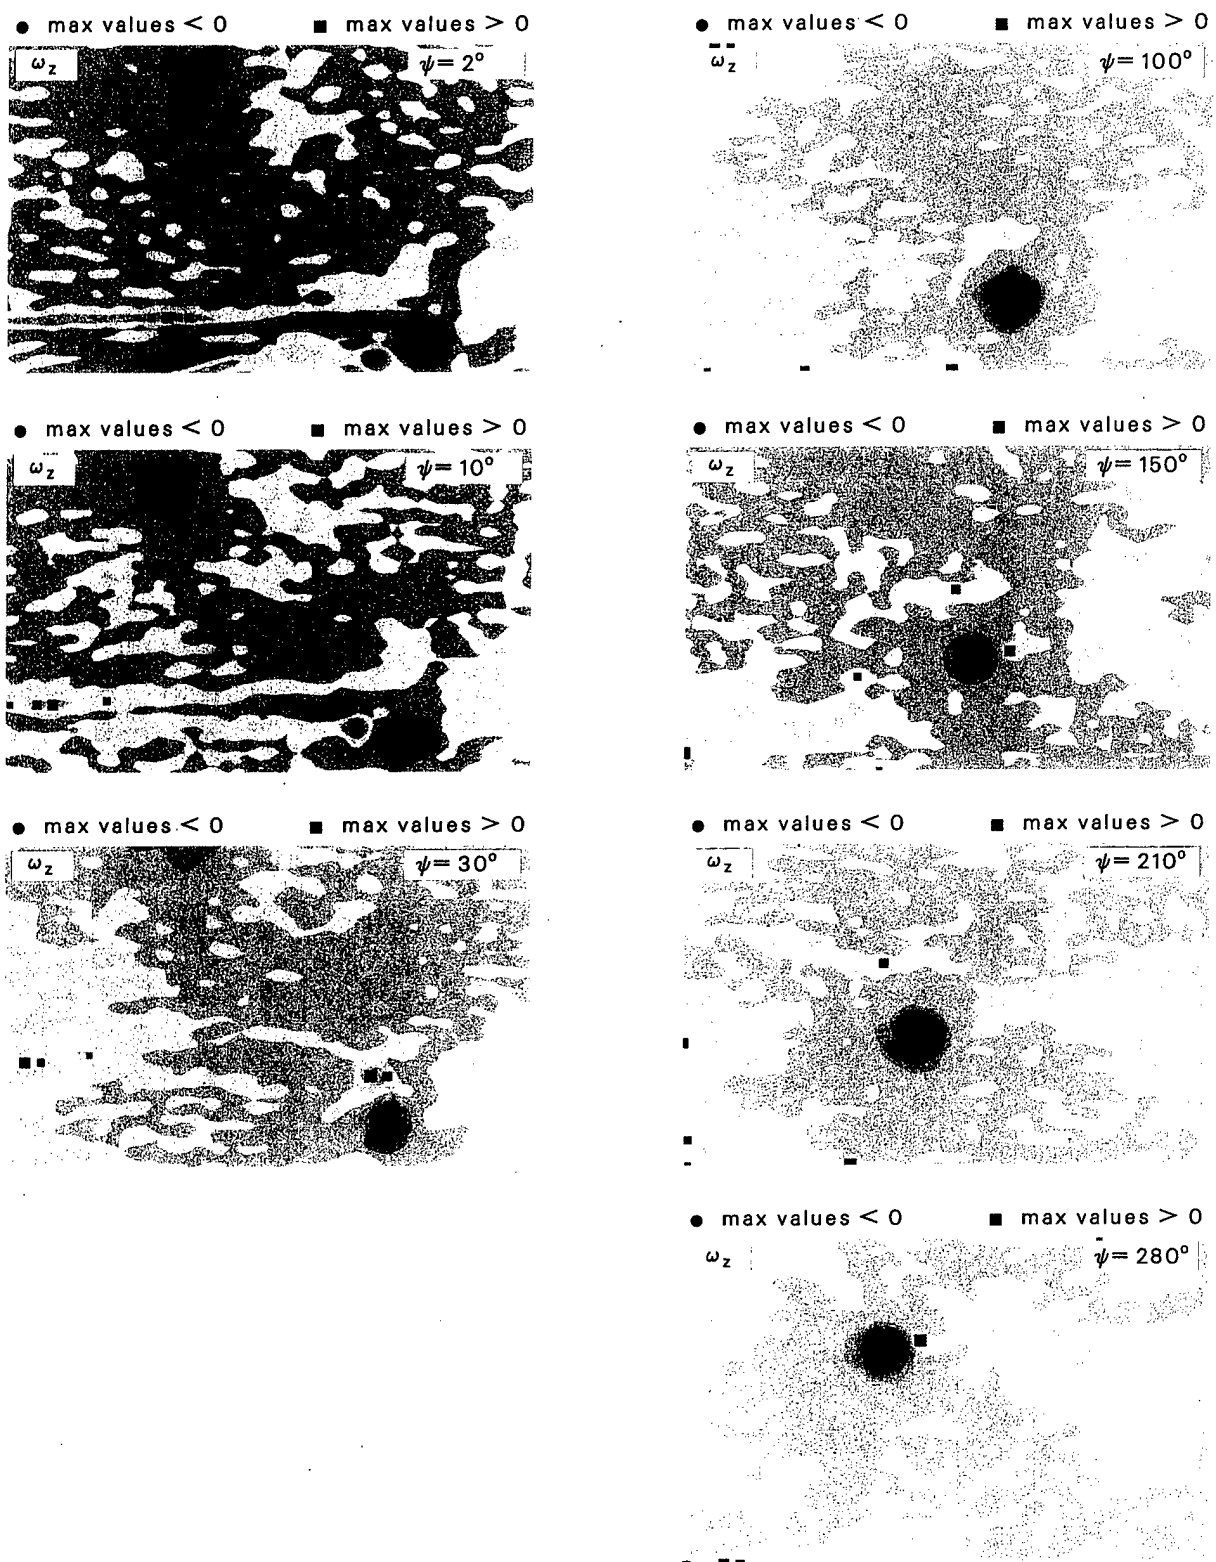 ● max values < 0 ■ max values > 0
ω_z ψ= 2°
● max values < 0 ■ max values > 0
ω_z ψ= 10°
● max values < 0 ■ max values > 0
ω_z ψ= 30°
● max values < 0 ■ max values > 0
ω_z ψ= 100°
● max values < 0 ■ max values > 0
ω_z ψ= 150°
● max values < 0 ■ max values > 0
ω_z ψ= 210°
● max values < 0 ■ max values > 0
ω_z ψ= 280°